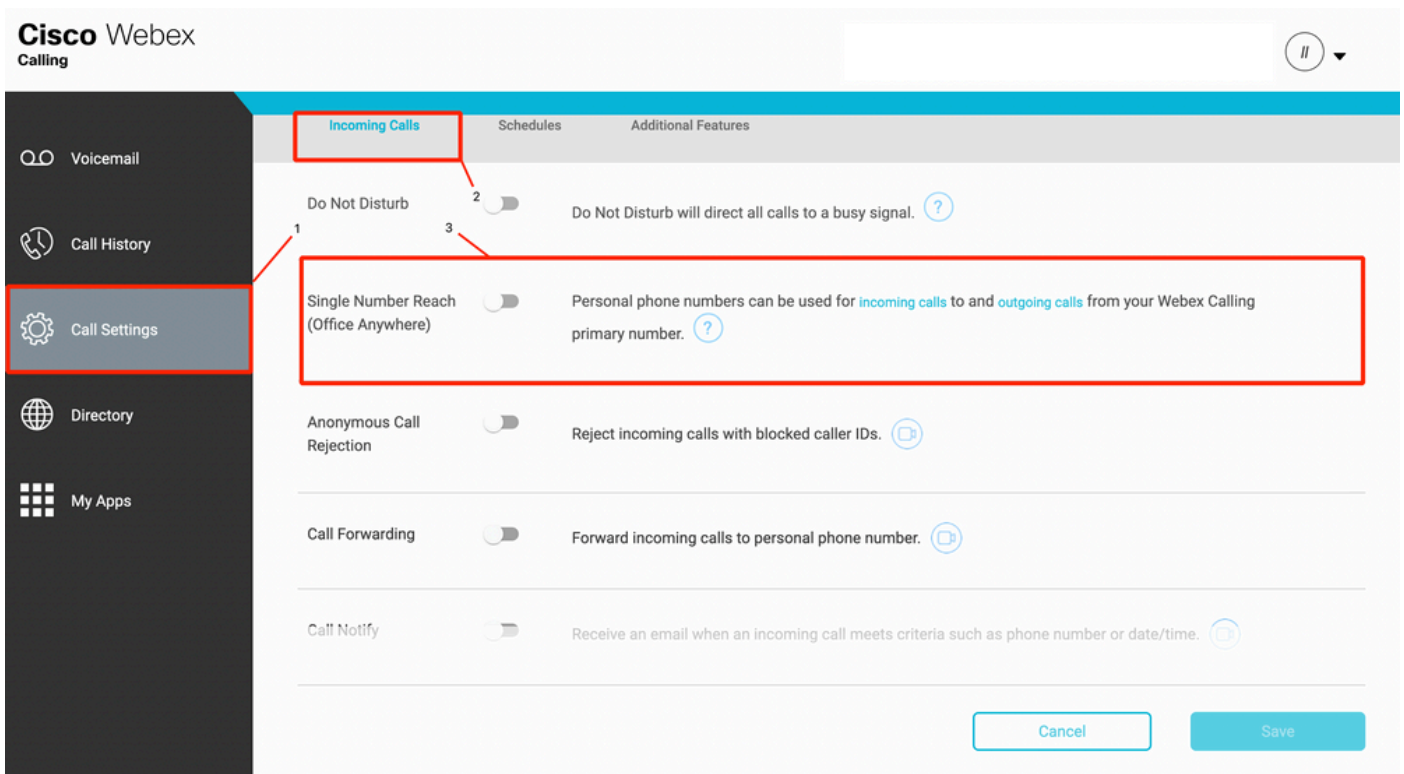 Cisco Webex
Calling
//
Incoming Calls
Schedules
Additional Features
Voicemail
Call History
Call Settings
Directory
My Apps
1
2
3
Do Not Disturb
Do Not Disturb will direct all calls to a busy signal. ?
Single Number Reach
(Office Anywhere)
Personal phone numbers can be used for incoming calls to and outgoing calls from your Webex Calling
primary number. ?
Anonymous Call
Rejection
Reject incoming calls with blocked caller IDs.
Call Forwarding
Forward incoming calls to personal phone number.
Call Notify
Receive an email when an incoming call meets criteria such as phone number or date/time.
Cancel
Save